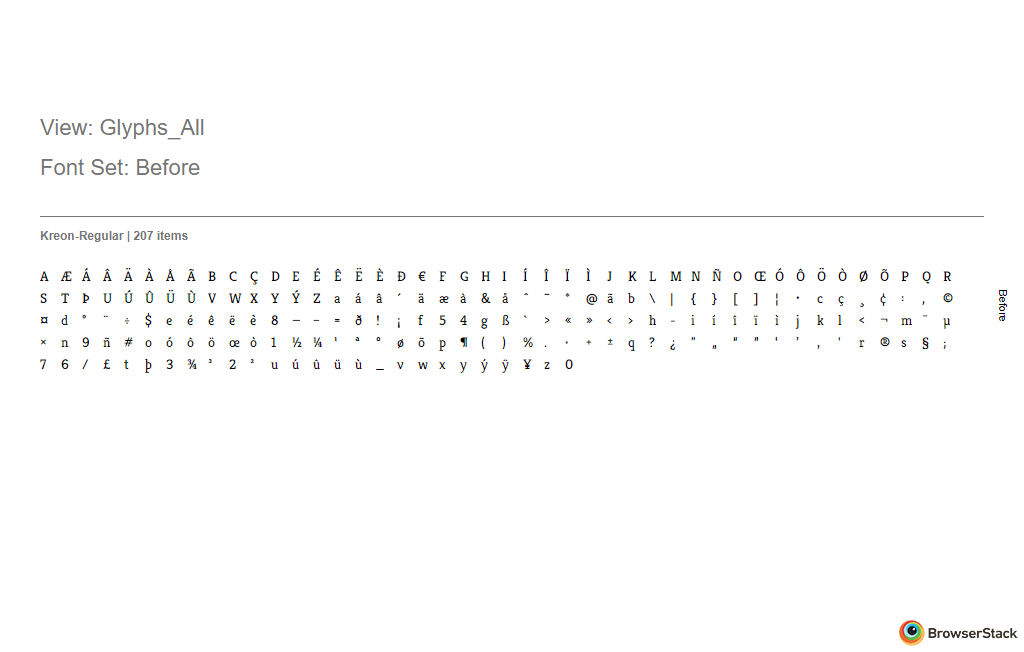 View: Glyphs_All
Font Set: Before
Kreon-Regular | 207 items
A Æ Á Â Ä À Å Ã B C Ç D E É Ê Ë È Ð € F G H I Í Î Ï Ì J K L M N Ñ O Œ Ó Ô Ö Ò Ø Õ P Q R
S T Þ U Ú Û Ü Ù V W X Y Ý Z a á â ´ ä æ à & å ˆ ~ * @ ã b \ | { } [ ] ¦ • c ç ¸ ¢ : , ©
¤ d ° ¨ ÷ $ e é ê ë è 8 — – = ð ! ¡ f 5 4 g ß ` > « » ‹ › h - i í î ï ì j k l < ¬ m ¯ µ
× n 9 ñ # o ó ô ö œ ò 1 ½ ¼ ¹ ª º ø õ p ¶ ( ) % . · + ± q ? ¿ " „ “ ” ‘ ’ ‚ ' r ® s § ;
7 6 / £ t þ 3 ¾ ³ 2 ² u ú û ü ù _ v w x y ý ÿ ¥ z 0
Before
BrowserStack